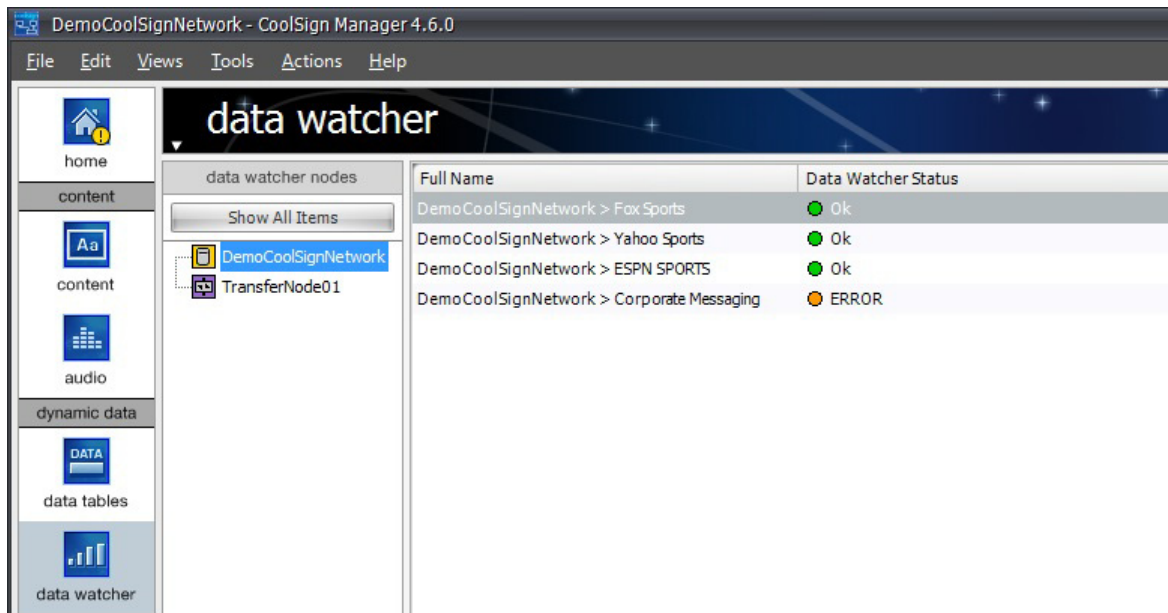 DemoCoolSignNetwork - CoolSign Manager 4.6.0
File Edit Views Tools Actions Help
home
content
Aa
content
audio
dynamic data
DATA
data tables
data watcher
data watcher
data watcher nodes
Show All Items
DemoCoolSignNetwork
TransferNode01
Full Name Data Watcher Status
DemoCoolSignNetwork > Fox Sports Ok
DemoCoolSignNetwork > Yahoo Sports Ok
DemoCoolSignNetwork > ESPN SPORTS Ok
DemoCoolSignNetwork > Corporate Messaging ERROR